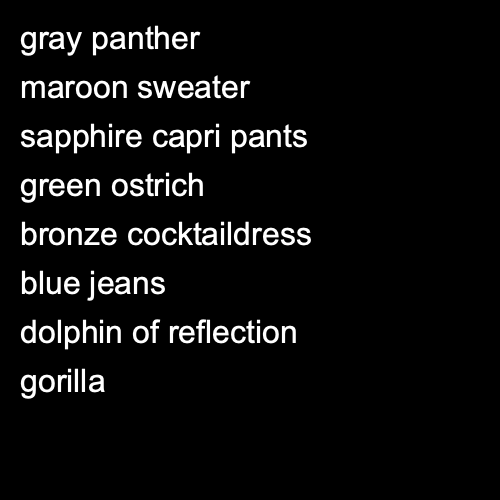 gray panther
maroon sweater
sapphire capri pants
green ostrich
bronze cocktaildress
blue jeans
dolphin of reflection
gorilla